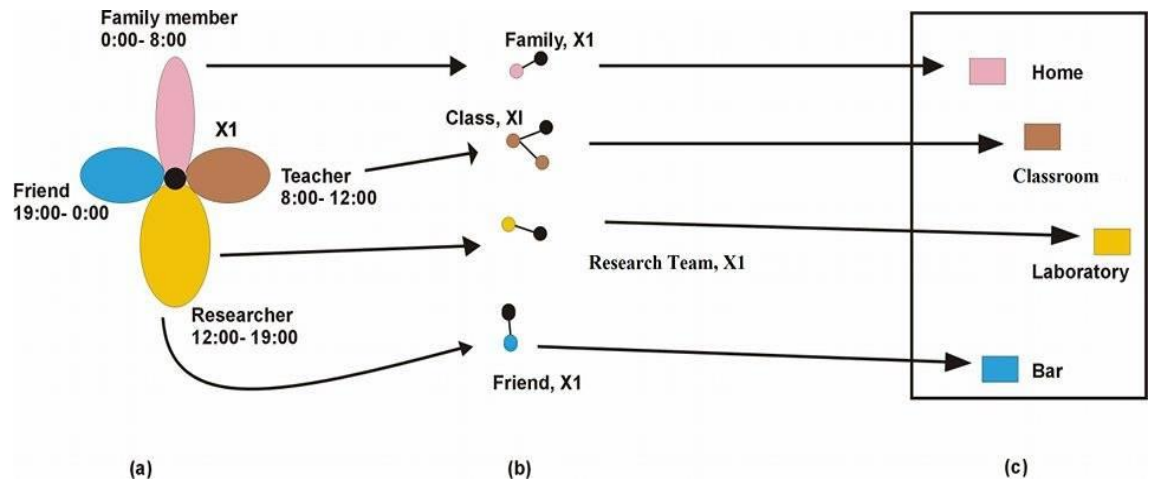 Family member
0:00- 8:00
X1
Friend
19:00- 0:00
Teacher
8:00- 12:00
Researcher
12:00- 19:00
(a)
Family, X1
Class, XI
Research Team, X1
Friend, X1
(b)
Home
Classroom
Laboratory
Bar
(c)